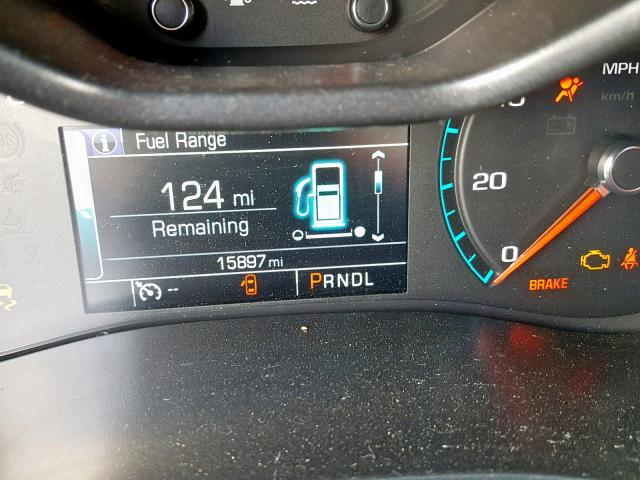 Fuel Range
124 mi
Remaining
15897 mi
--
PRNDL
MPH
km/h
20
0
BRAKE